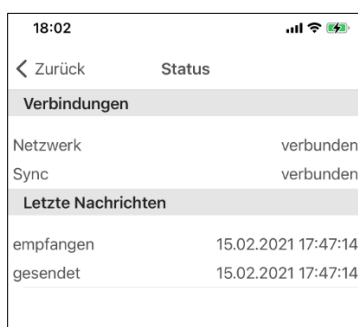 18:02
Zurück Status
Verbindungen
Netzwerk verbunden
Sync verbunden
Letzte Nachrichten
empfangen 15.02.2021 17:47:14
gesendet 15.02.2021 17:47:14